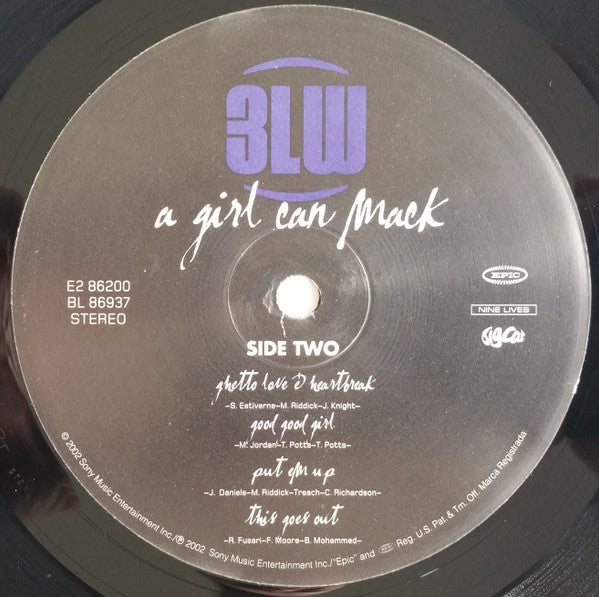 3LW
a girl can Mack
E2 86200
BL 86937
STEREO
EPIC
NINE LIVES
SIDE TWO
ghetto love & heartbreak
–S. Estiverne–M. Riddick–J. Knight–
good good girl
–M. Jordan–T. Potts–T. Potts–
put em up
–J. Daniels–M. Riddick–Treach–C. Richardson–
this goes out
–R. Fusari–F. Moore–B. Mohammed–
© 2002 Sony Music Entertainment Inc./℗ 2002 Sony Music Entertainment Inc./"Epic" and EPIC Reg. U.S. Pat. & Tm. Off. Marca Registrada